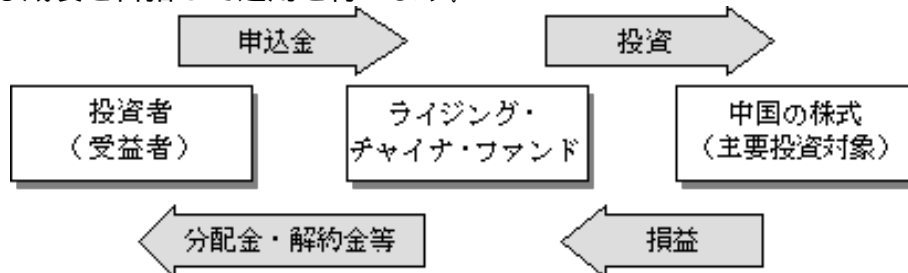 申込金
投資
投資者
（受益者）
ライジング・
チャイナ・ファンド
中国の株式
（主要投資対象）
分配金・解約金等
損益